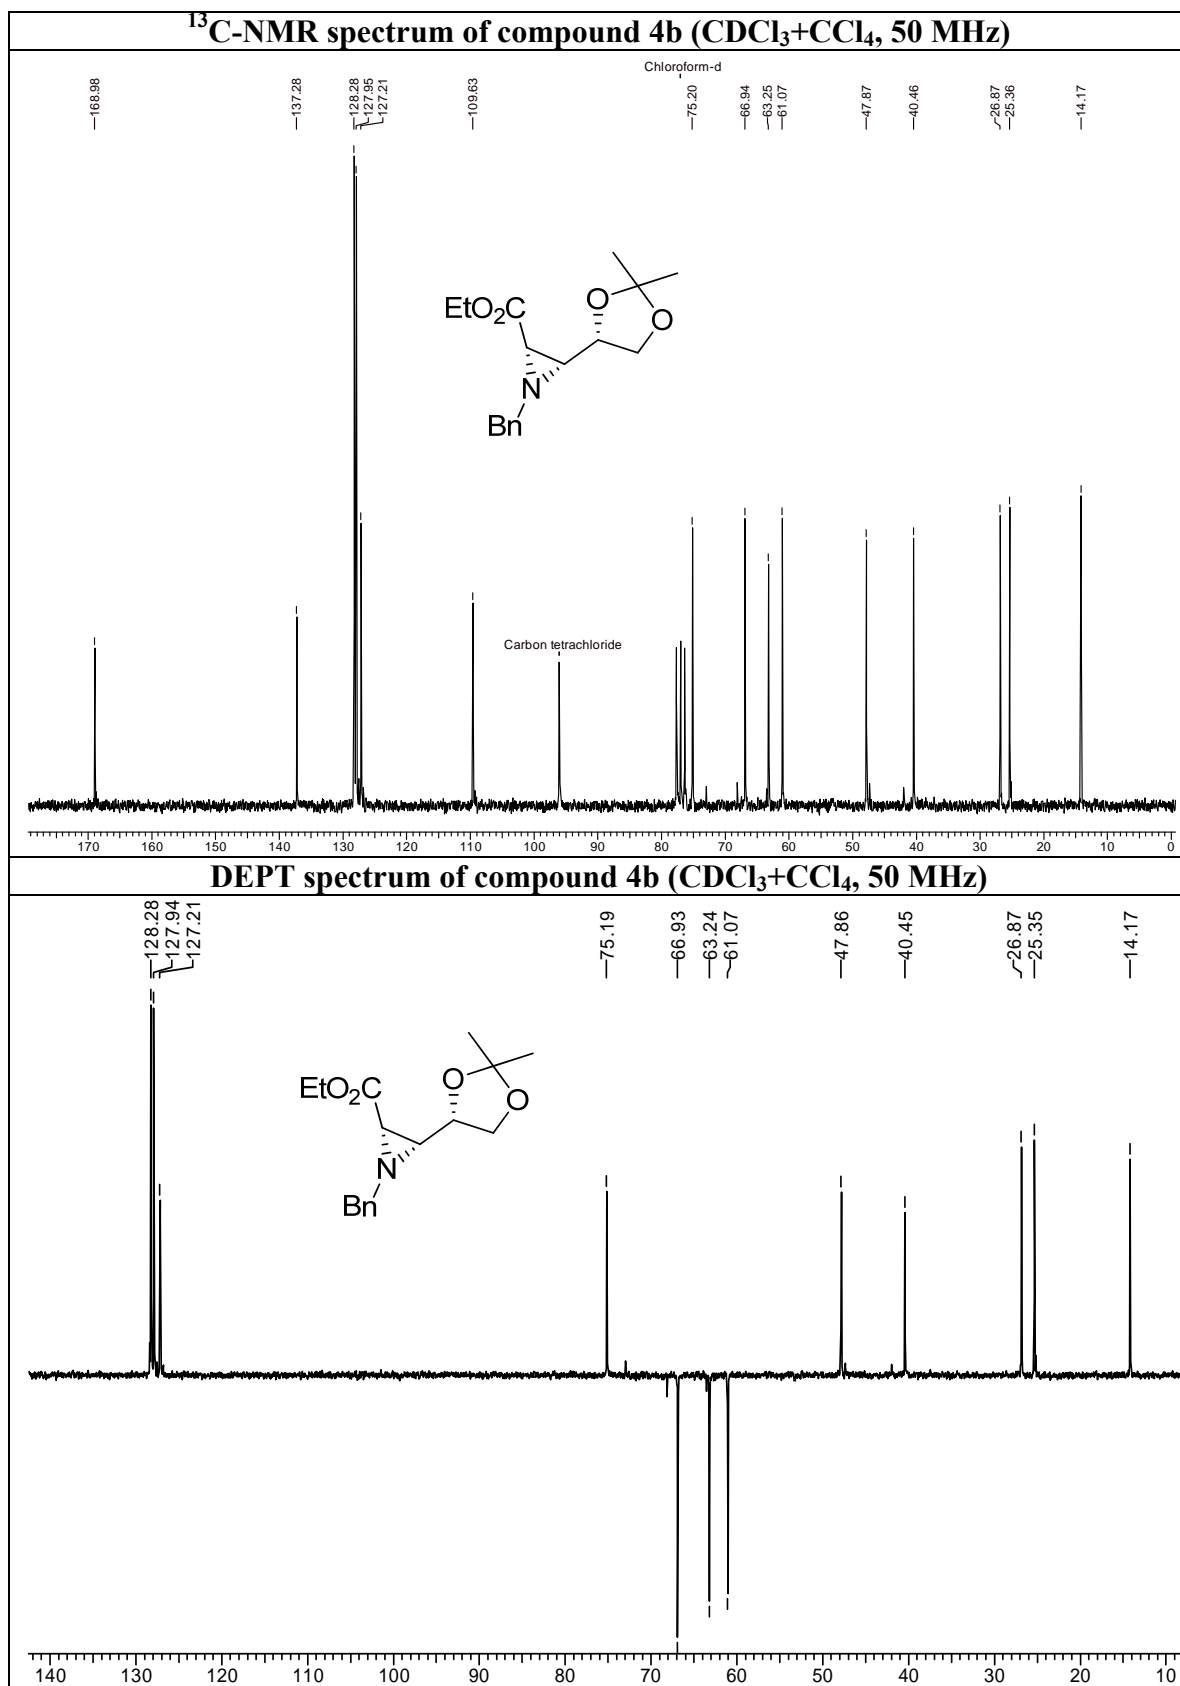 ¹³C-NMR spectrum of compound 4b (CDCl₃+CCl₄, 50 MHz)
Chloroform-d
168.98
137.28
128.28
127.95
127.21
109.63
75.20
66.94
63.25
61.07
47.87
40.46
26.87
25.36
14.17
EtO₂C
O
O
N
Bn
Carbon tetrachloride
170 160 150 140 130 120 110 100 90 80 70 60 50 40 30 20 10 0
DEPT spectrum of compound 4b (CDCl₃+CCl₄, 50 MHz)
128.28
127.94
127.21
75.19
66.93
63.24
61.07
47.86
40.45
26.87
25.35
14.17
EtO₂C
O
O
N
Bn
140 130 120 110 100 90 80 70 60 50 40 30 20 10